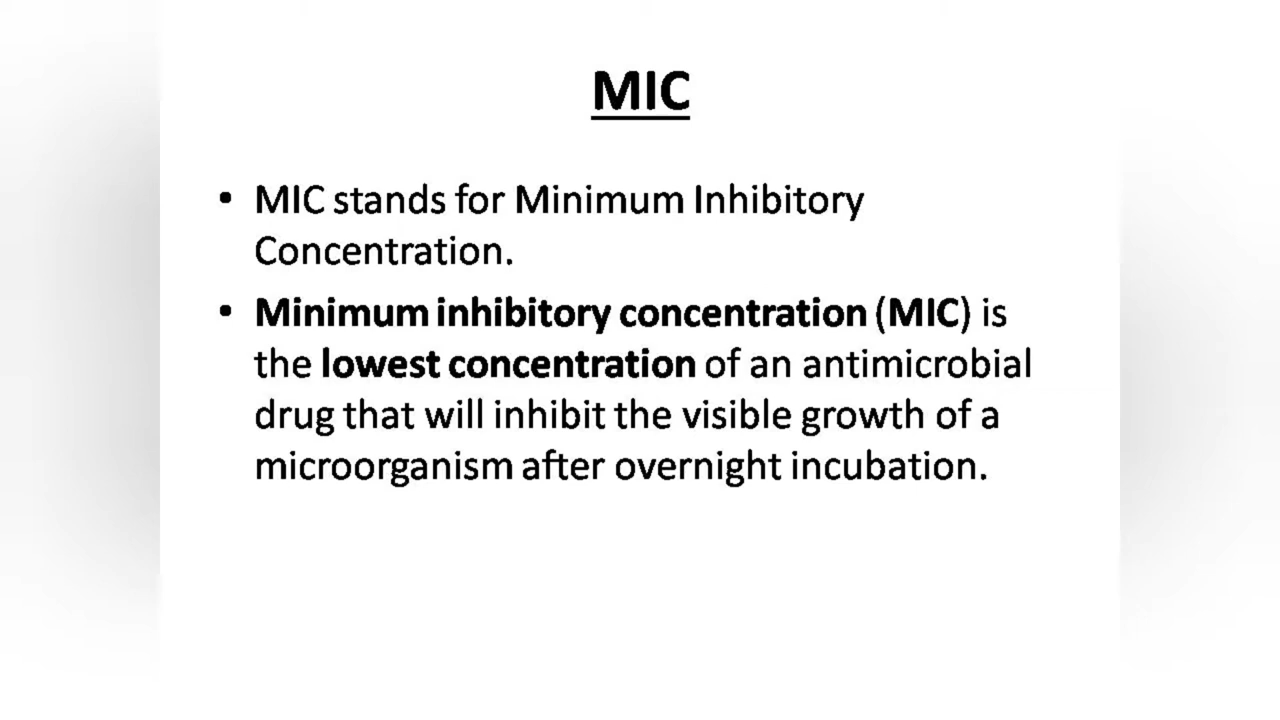 MIC
• MIC stands for Minimum Inhibitory
Concentration.
• Minimum inhibitory concentration (MIC) is
the lowest concentration of an antimicrobial
drug that will inhibit the visible growth of a
microorganism after overnight incubation.